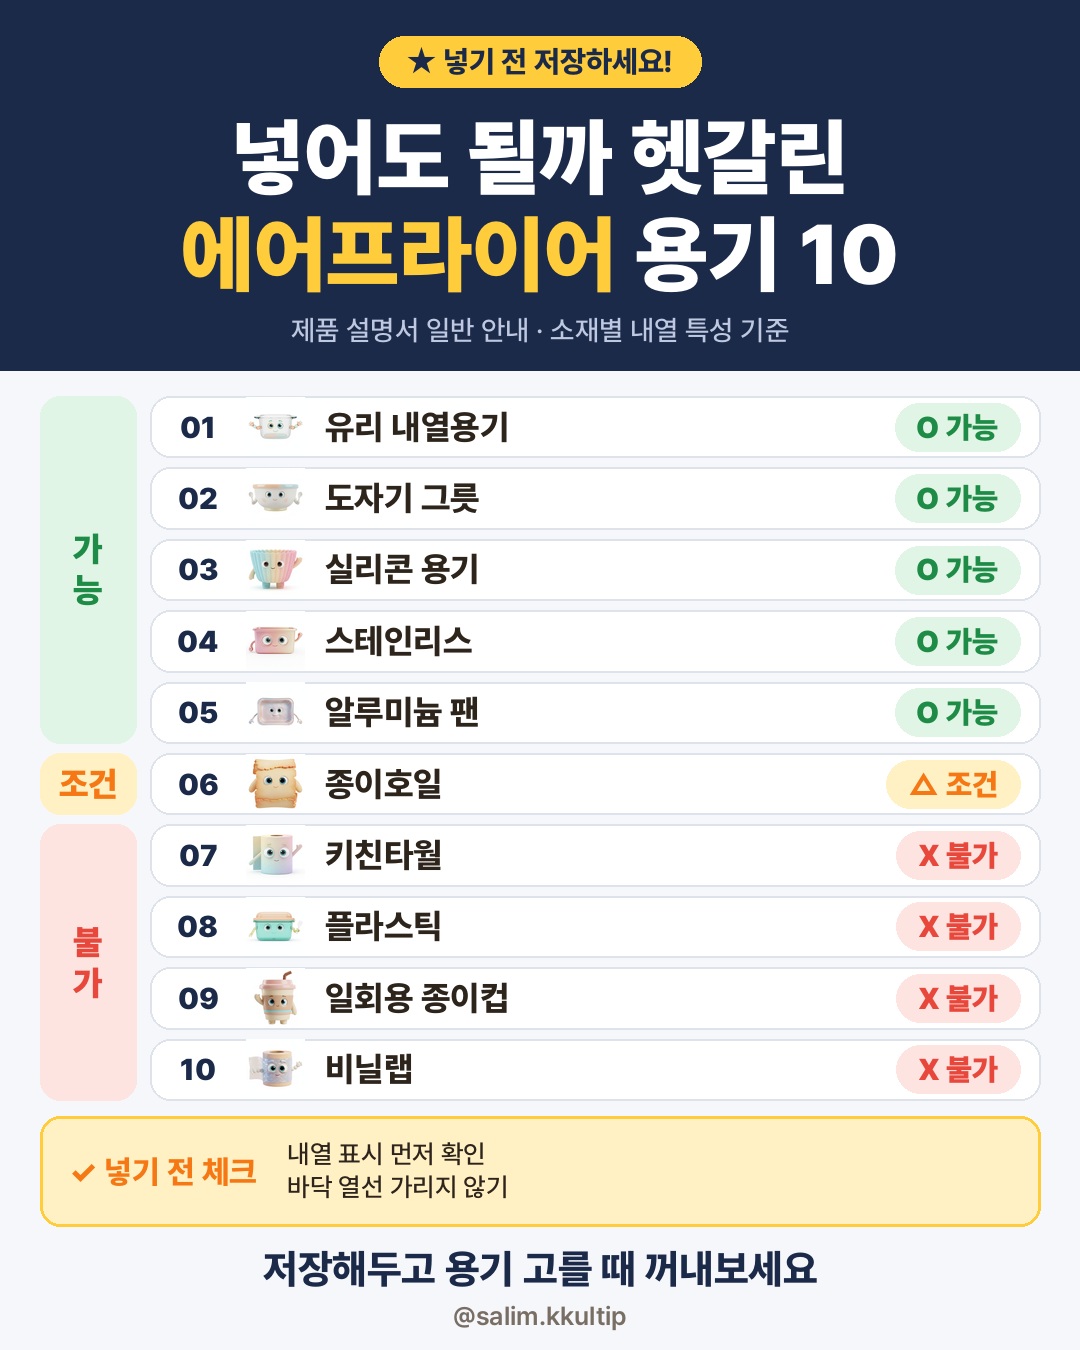 ★ 넣기 전 저장하세요!
넣어도 될까 헷갈린
에어프라이어 용기 10
제품 설명서 일반 안내 · 소재별 내열 특성 기준
가능
01 유리 내열용기 O 가능
02 도자기 그릇 O 가능
03 실리콘 용기 O 가능
04 스테인리스 O 가능
05 알루미늄 팬 O 가능
조건
06 종이호일 △ 조건
불가
07 키친타월 X 불가
08 플라스틱 X 불가
09 일회용 종이컵 X 불가
10 비닐랩 X 불가
✓ 넣기 전 체크
내열 표시 먼저 확인
바닥 열선 가리지 않기
저장해두고 용기 고를 때 꺼내보세요
@salim.kkultip